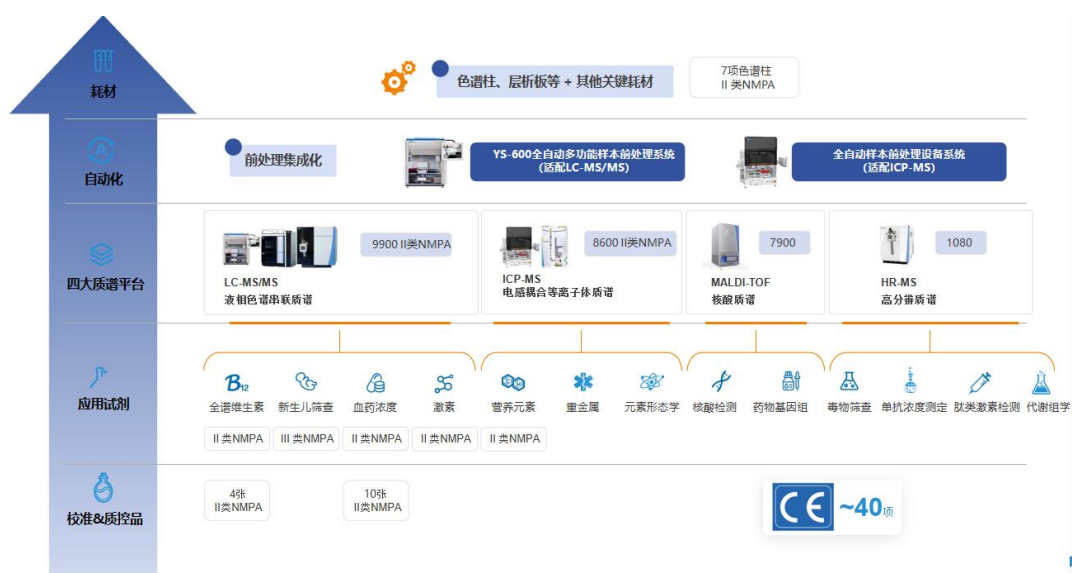 耗材
色谱柱、层析板等 + 其他关键耗材
7项色谱柱
II 类NMPA
自动化
前处理集成化
YS-600全自动多功能样本前处理系统
(适配LC-MS/MS)
全自动样本前处理设备系统
(适配ICP-MS)
四大质谱平台
9900 II类NMPA
LC-MS/MS
液相色谱串联质谱
8600 II类NMPA
ICP-MS
电感耦合等离子体质谱
7900
MALDI-TOF
核酸质谱
1080
HR-MS
高分辨质谱
应用试剂
B12
全谱维生素
新生儿筛查
血药浓度
激素
营养元素
重金属
元素形态学
核酸检测
药物基因组
毒物筛查
单抗浓度测定
肽类激素检测
代谢组学
II 类NMPA
III 类NMPA
II 类NMPA
II 类NMPA
II 类NMPA
校准&质控品
4张
II类NMPA
10张
II类NMPA
CE
~40项